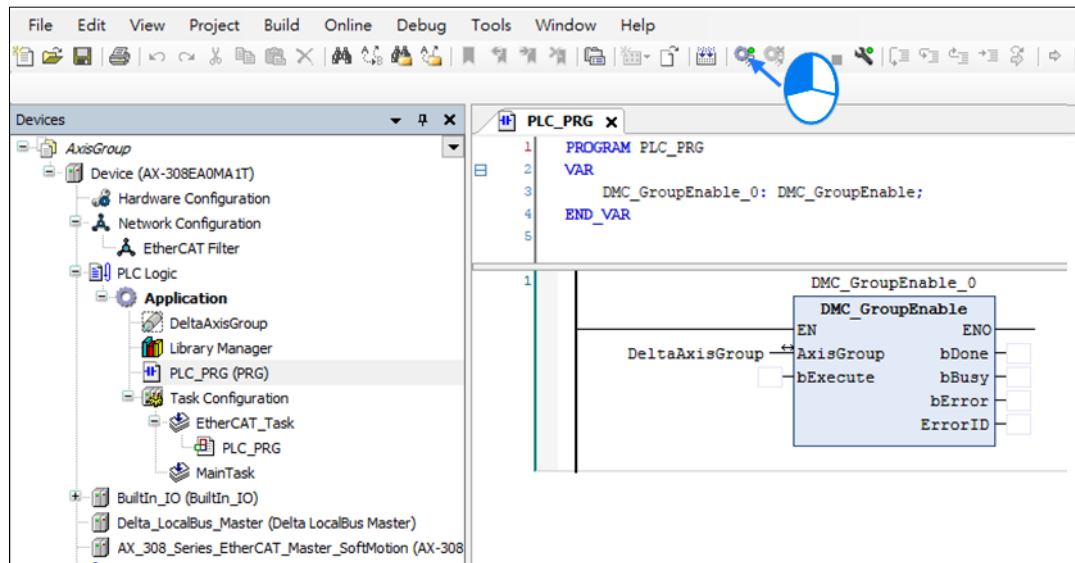 File Edit View Project Build Online Debug Tools Window Help
Devices
AxisGroup
Device (AX-308EA0MA1T)
Hardware Configuration
Network Configuration
EtherCAT Filter
PLC Logic
Application
DeltaAxisGroup
Library Manager
PLC_PRG (PRG)
Task Configuration
EtherCAT_Task
PLC_PRG
MainTask
BuiltIn_IO (BuiltIn_IO)
Delta_LocalBus_Master (Delta LocalBus Master)
AX_308_Series_EtherCAT_Master_SoftMotion (AX-308
PLC_PRG
1 PROGRAM PLC_PRG
2 VAR
3 DMC_GroupEnable_0: DMC_GroupEnable;
4 END_VAR
5
1
DMC_GroupEnable_0
DMC_GroupEnable
EN ENO
DeltaAxisGroup AxisGroup bDone
bExecute bBusy
bError
ErrorID